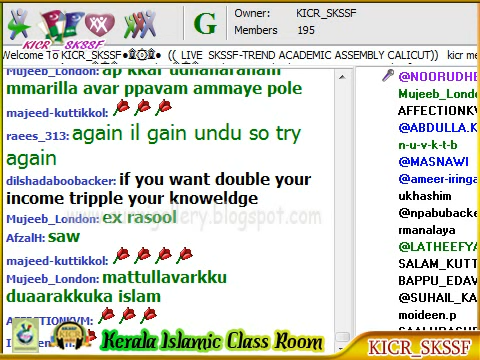 Owner: KICR_SKSSF
Members 195
KICR_SKSSF
Welcome To KICR_SKSSF (( LIVE SKSSF-TREND ACADEMIC ASSEMBLY CALICUT)) kicr me
Mujeeb_London: ap kkar
mmarilla avar ppavam ammaye pole
majeed-kuttikkol:
raees_313: again il gain undu so try
again
dilshadaboobacker: if you want double your
income tripple your knoweldge
Mujeeb_London: ex rasool
AfzalH: saw
majeed-kuttikkol:
Mujeeb_London: mattullavarkku
duaarakkuka islam
AFFECTIONKVM:
@NOORUDHE
Mujeeb_London
AFFECTIONKV
@ABDULLA.K
n-u-v-k-t-b
@MASNAWI
@ameer-iringa
ukhashim
@npabubacke
rmanalaya
@LATHEEFYA
SALAM_KUTT
BAPPU_EDAV
@SUHAIL_KA
moideen.p
Kerala Islamic Class Room
KICR_SKSSF